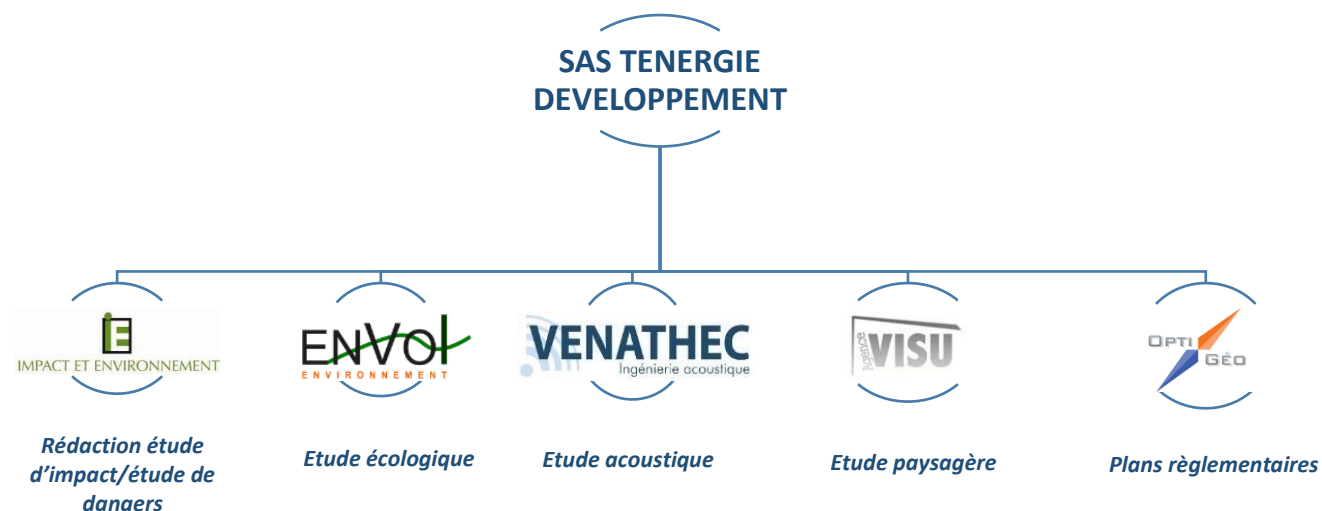 SAS TENERGIE
DEVELOPPEMENT
IE
IMPACT ET ENVIRONNEMENT
ENVOL
ENVIRONNEMENT
VENATHEC
Ingénierie acoustique
agence
VISU
OPTI
GÉO
Rédaction étude
d'impact/étude de
dangers
Etude écologique
Etude acoustique
Etude paysagère
Plans règlementaires